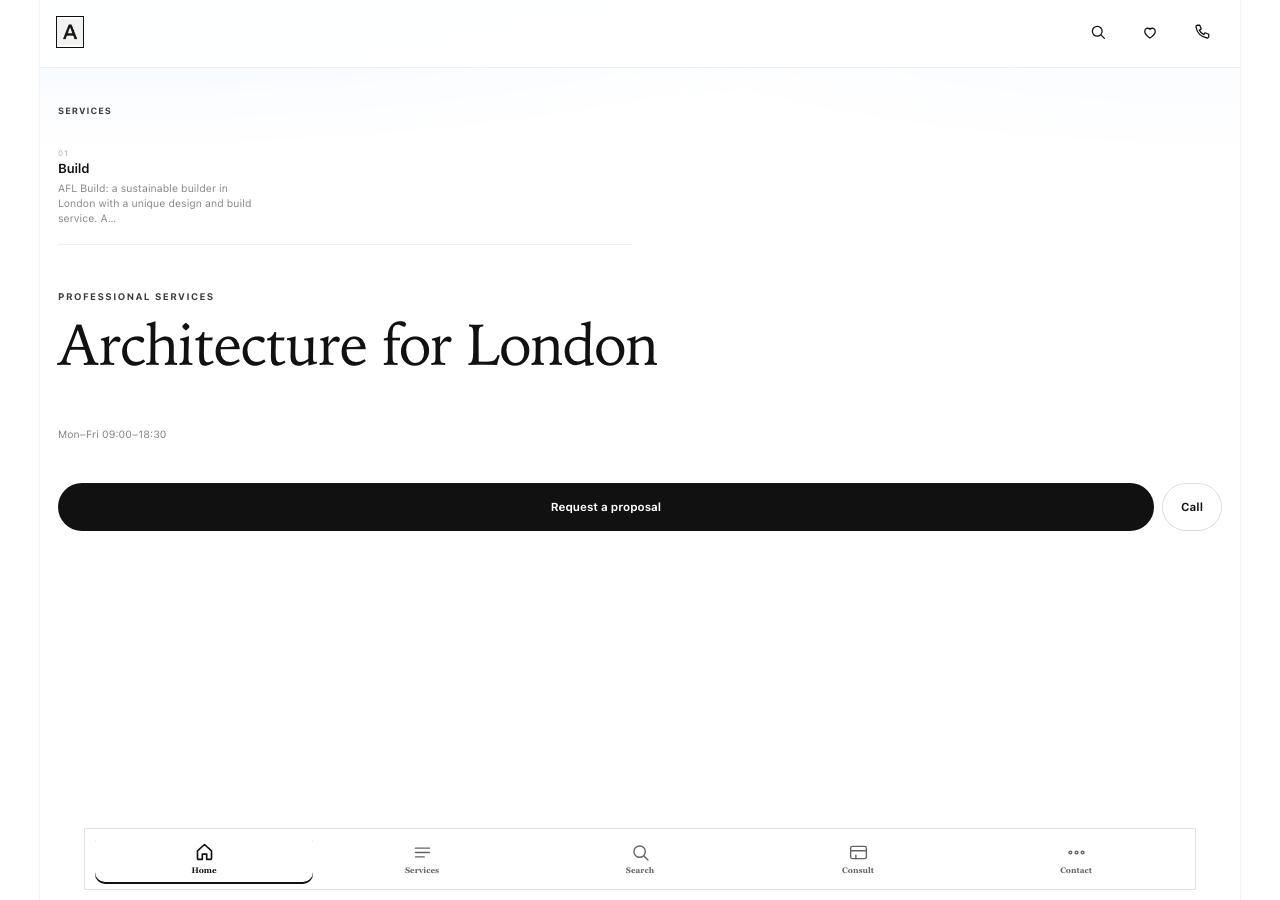 A
SERVICES
01
Build
AFL Build: a sustainable builder in
London with a unique design and build
service. A...
PROFESSIONAL SERVICES
Architecture for London
Mon–Fri 09:00–18:30
Request a proposal
Call
Home
Services
Search
Consult
Contact